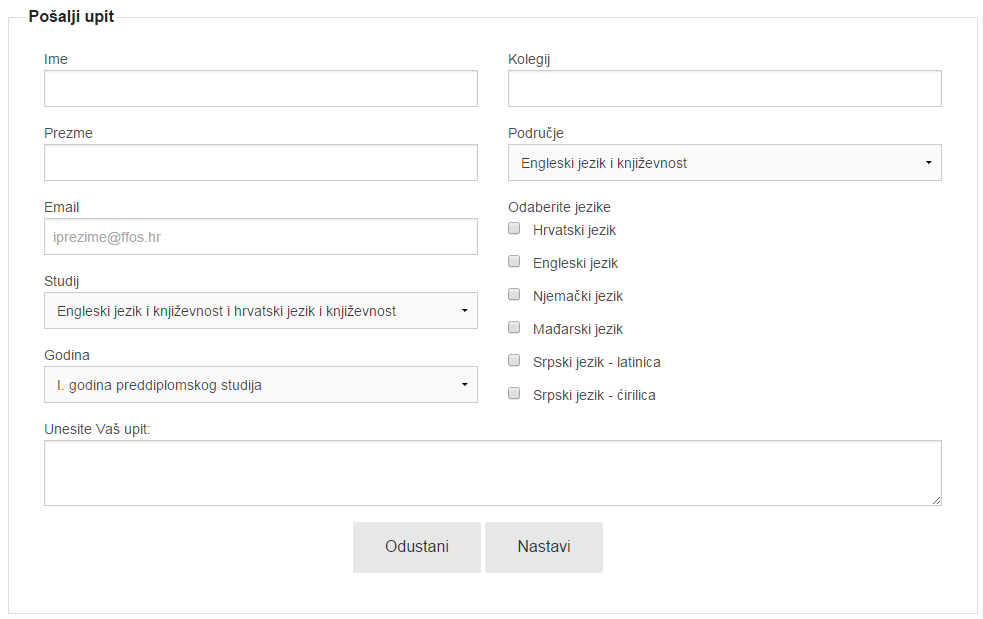 Pošalji upit
Ime
Prezme
Email
iprezime@ffos.hr
Studij
Engleski jezik i književnost i hrvatski jezik i književnost
Godina
I. godina preddiplomskog studija
Kolegij
Područje
Engleski jezik i književnost
Odaberite jezike
Hrvatski jezik
Engleski jezik
Njemački jezik
Mađarski jezik
Srpski jezik - latinica
Srpski jezik - ćirilica
Unesite Vaš upit:
Odustani
Nastavi